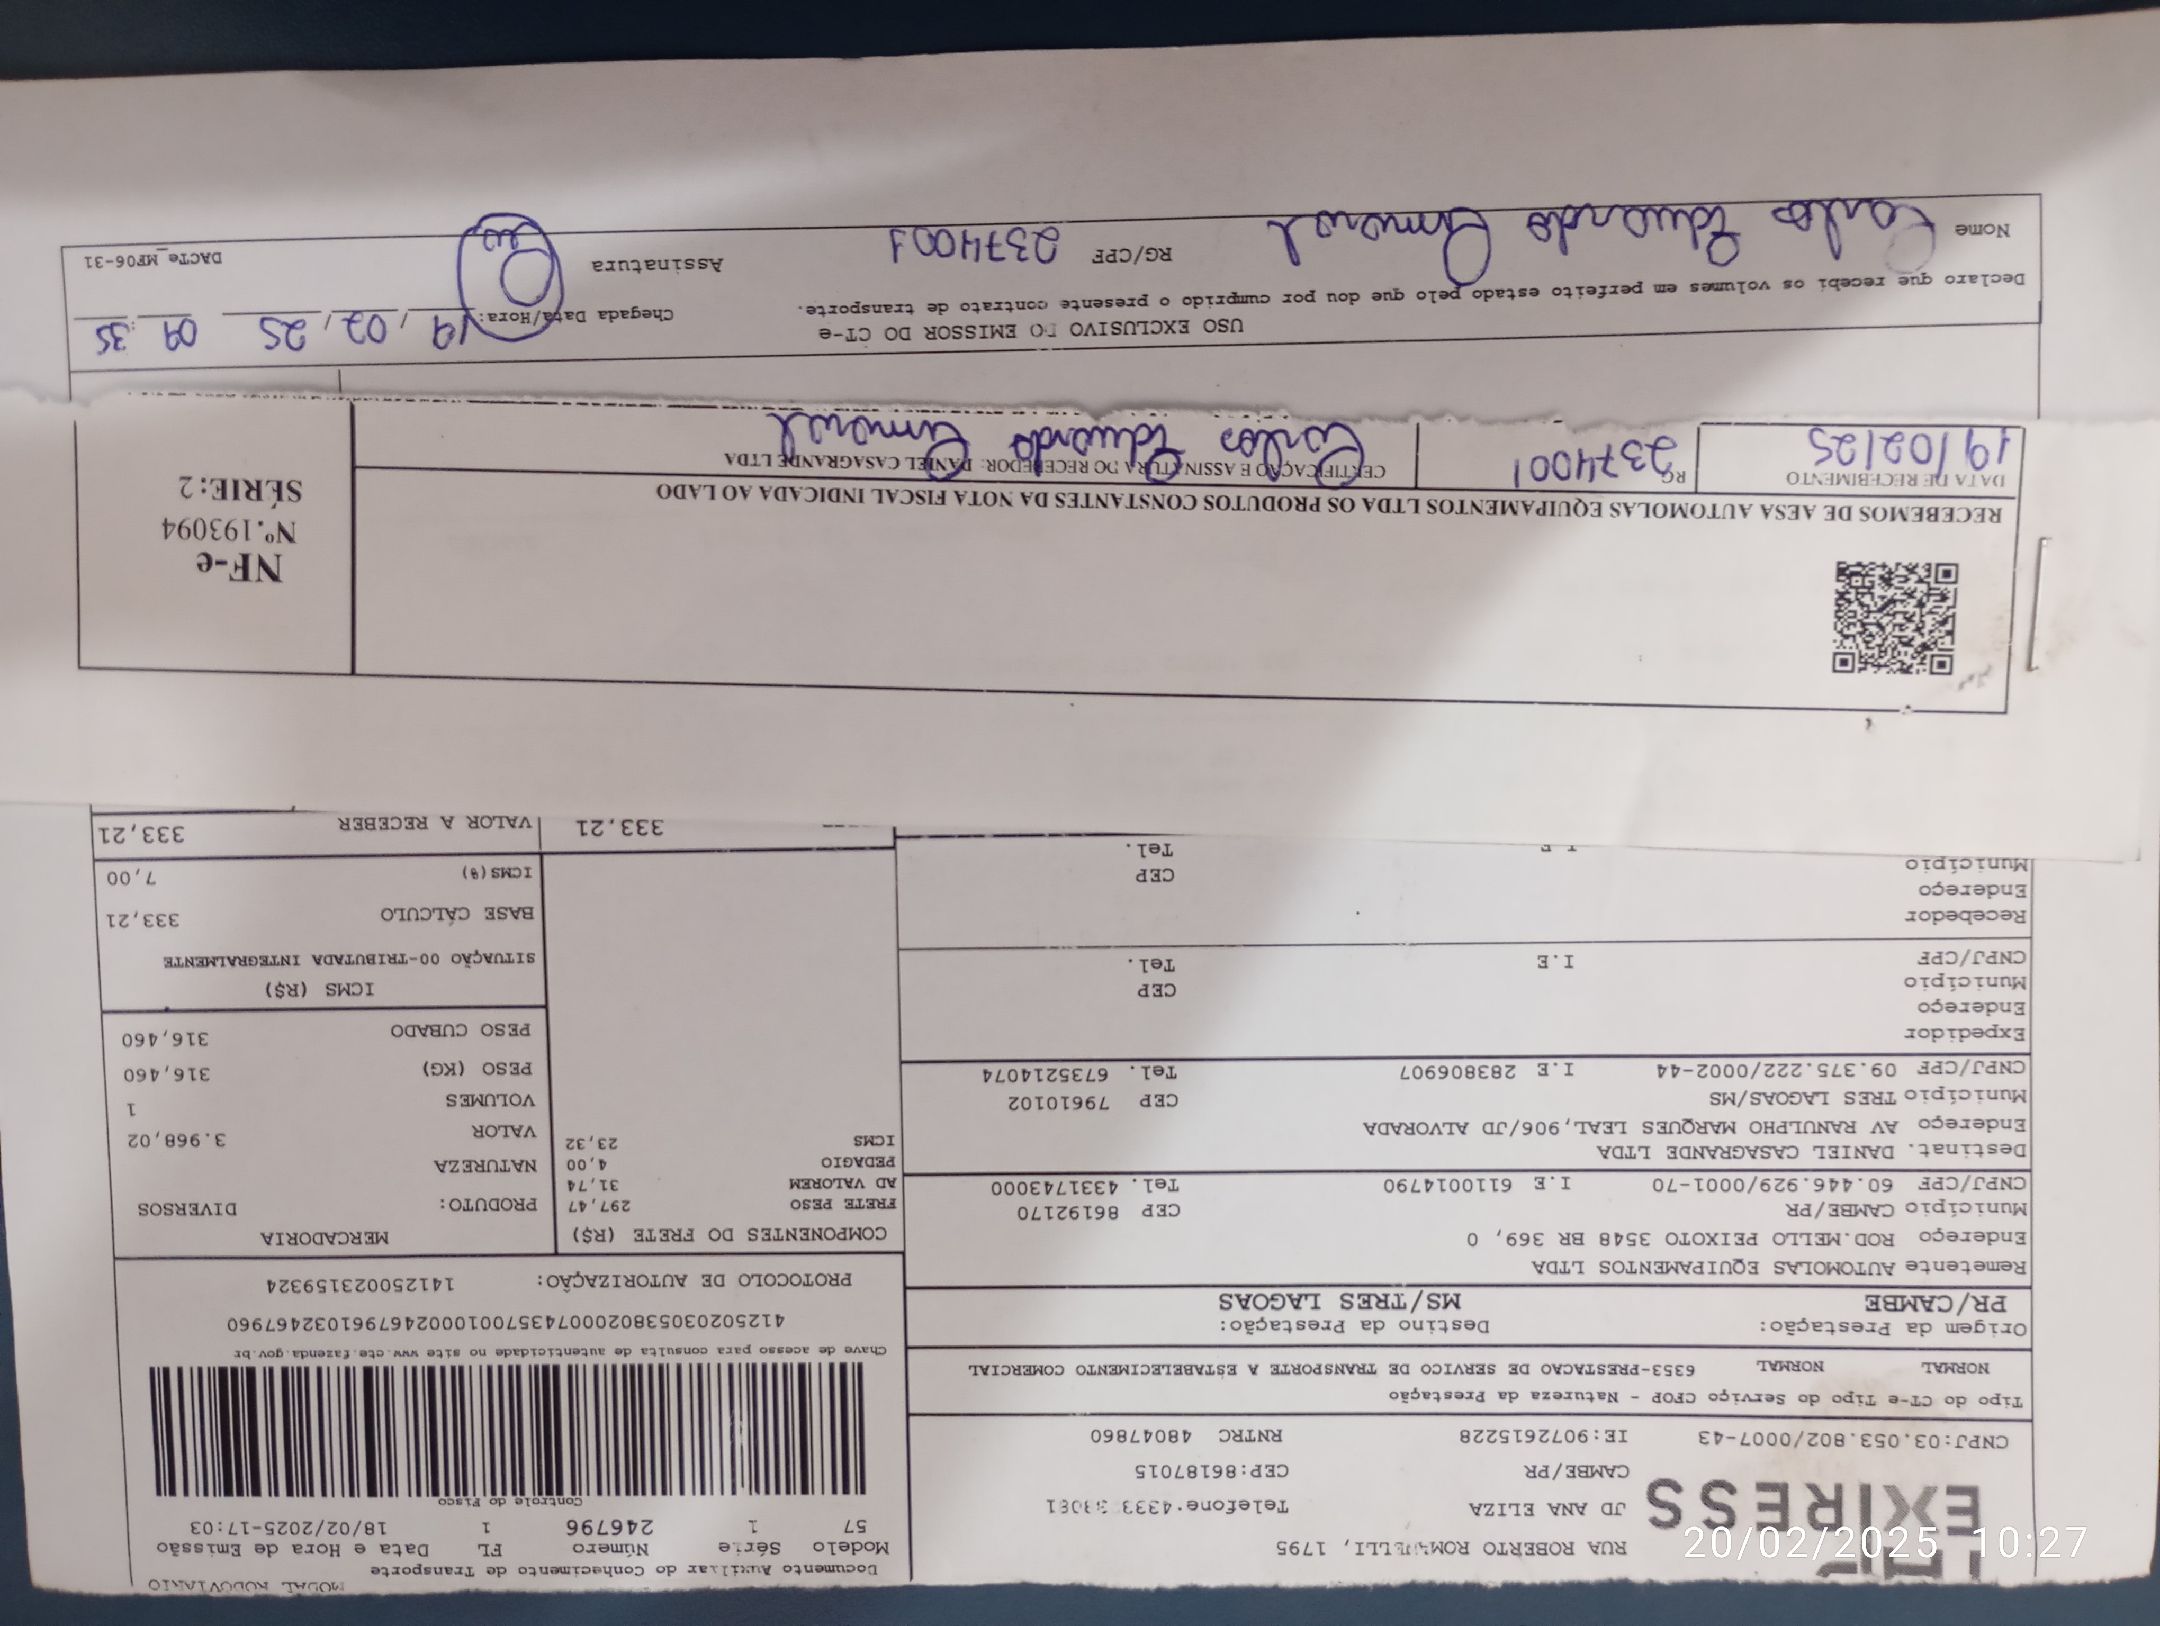 MODAL RODOVIÁRIO
EXIRESS
RUA ROBERTO 1795
JD ANA ELIZA
CAMBE/PR CEP:86187015
CNPJ:03.053.802/0007-43 IE:9072615228 RNTRC 48047860
Tipo do CT-e Tipo do Serviço CFOP - Natureza da Prestação
NORMAL NORMAL 6353-PRESTACAO DE SERVICO DE TRANSPORTE A ESTABELECIMENTO COMERCIAL
Origem da Prestação: Destino da Prestação:
PR/CAMBE MS/TRES LAGOAS
Remetente AUTOMOLAS EQUIPAMENTOS LTDA
Endereço ROD.MELLO PEIXOTO 3548 BR 369, 0
Município CAMBE/PR CEP 86192170
CNPJ/CPF 60.446.929/0001-70 I.E 6110014790 Tel. 4331743000
Destinat. DANIEL CASAGRANDE LTDA
Endereço AV RANULPHO MARQUES LEAL,906/JD ALVORADA
Município TRES LAGOAS/MS CEP 79610102
CNPJ/CPF 09.375.222/0002-44 I.E 283806907 Tel. 6735214074
Expedidor
Endereço
Município CEP
CNPJ/CPF I.E Tel.
Recebedor
Endereço
Município CEP
Tel.
Documento Auxiliar do Conhecimento de Transporte
Modelo Série Número FL Data e Hora de Emissão
57 1 246796 1 18/02/2025-17:03
Controle do Fisco
Chave de acesso para consulta de autenticidade no site www.cte.fazenda.gov.br
41250203053802000743570010002467961032467960
PROTOCOLO DE AUTORIZAÇÃO: 141250023159324
COMPONENTES DO FRETE (R$)
FRETE PESO 297,47
AD VALOREM 31,74
PEDAGIO 4,00
ICMS 23,32
333,21
MERCADORIA
PRODUTO: DIVERSOS
NATUREZA
VALOR 3.968,02
VOLUMES 1
PESO (KG) 316,460
PESO CUBADO 316,460
ICMS (R$)
SITUAÇÃO 00-TRIBUTADA INTEGRALMENTE
BASE CÁLCULO 333,21
ICMS(%) 7,00
VALOR A RECEBER 333,21
RECEBEMOS DE AESA AUTOMOLAS EQUIPAMENTOS LTDA OS PRODUTOS CONSTANTES DA NOTA FISCAL INDICADA AO LADO
DATA DE RECEBIMENTO
19/02/25
RG
2374001
CERTIFICAÇÃO E ASSINATURA DO RECEBEDOR: DANIEL CASAGRANDE LTDA
Carlos Eduardo
NF-e
Nº.193094
SÉRIE:2
USO EXCLUSIVO DO EMISSOR DO CT-e
Declaro que recebi os volumes em perfeito estado pelo que dou por cumprido o presente contrato de transporte.
Chegada Data/Hora: 19/02/25 09:35
Nome Carlos Eduardo
RG/CPF 2374001
Assinatura
DACTe_MF06-31
20/02/2025 10:27